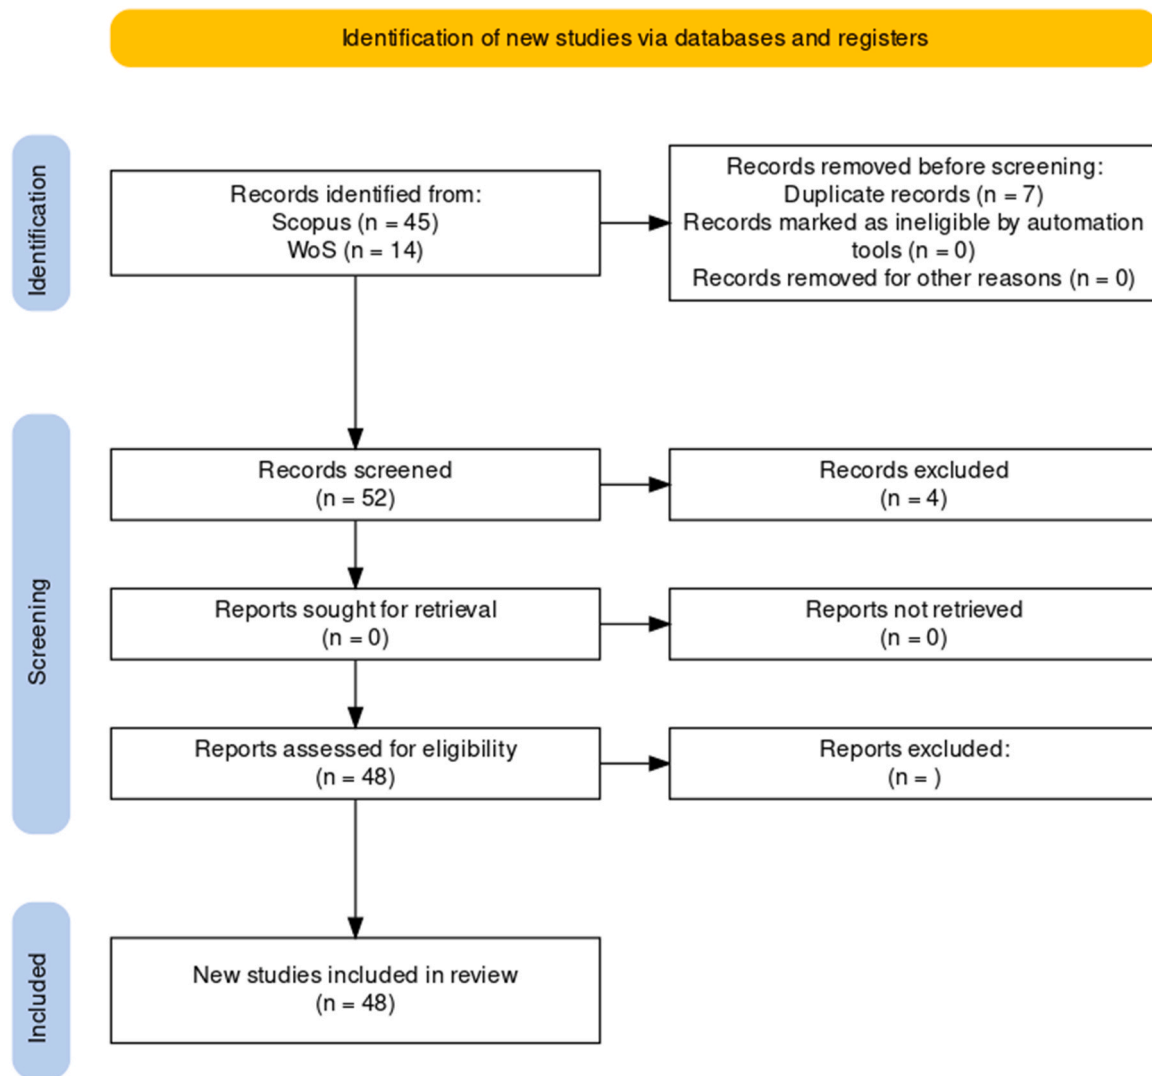 Identification of new studies via databases and registers
Identification
Records identified from:
Scopus (n = 45)
WoS (n = 14)
Records removed before screening:
Duplicate records (n = 7)
Records marked as ineligible by automation
tools (n = 0)
Records removed for other reasons (n = 0)
Screening
Records screened
(n = 52)
Records excluded
(n = 4)
Reports sought for retrieval
(n = 0)
Reports not retrieved
(n = 0)
Reports assessed for eligibility
(n = 48)
Reports excluded:
(n = )
Included
New studies included in review
(n = 48)